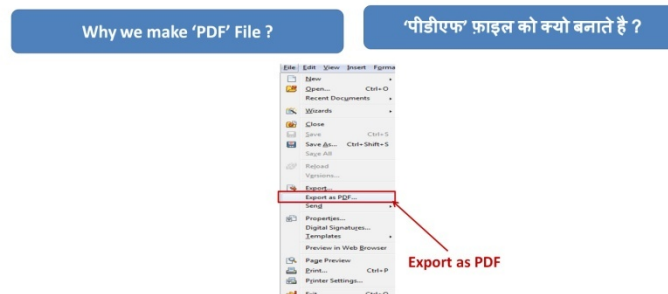 Why we make ‘PDF’ File ?
‘पीडीएफ’ फ़ाइल को क्यो बनाते है ?
File Edit View Insert Forma
New
Open... Ctrl+O
Recent Documents
Wizards
Close
Save Ctrl+S
Save As... Ctrl+Shift+S
Save All
Reload
Versions...
Export...
Export as PDF...
Send
Properties...
Digital Signatures...
Templates
Preview in Web Browser
Page Preview
Print... Ctrl+P
Printer Settings...
Exit Ctrl+Q
Export as PDF